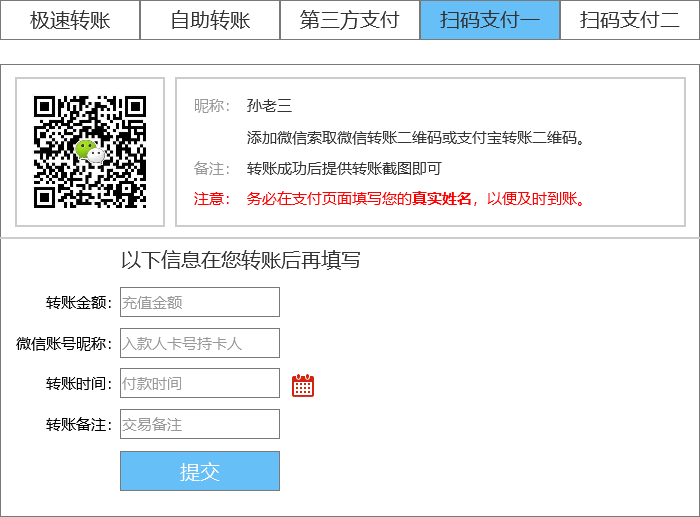 极速转账 自助转账 第三方支付 扫码支付一 扫码支付二
昵称： 孙老三
添加微信索取微信转账二维码或支付宝转账二维码。
备注： 转账成功后提供转账截图即可
注意： 务必在支付页面填写您的真实姓名，以便及时到账。
以下信息在您转账后再填写
转账金额: 充值金额
微信账号昵称: 入款人卡号持卡人
转账时间: 付款时间
转账备注: 交易备注
提交